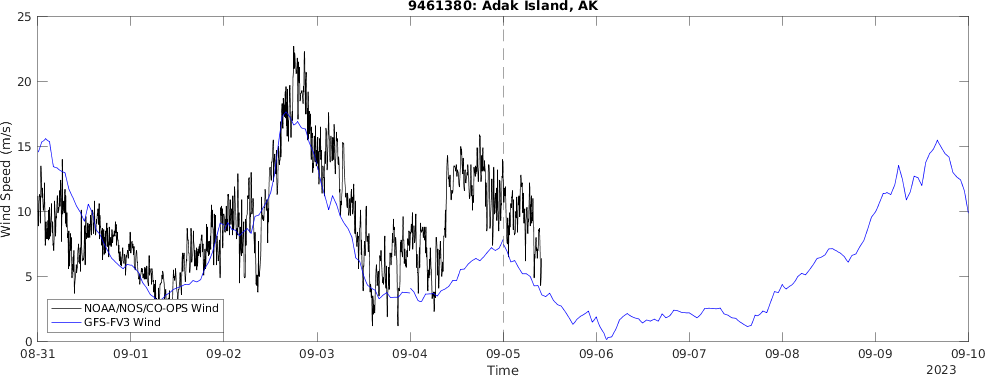 9461380: Adak Island, AK
Wind Speed (m/s)
25
20
15
10
5
0
NOAA/NOS/CO-OPS Wind
GFS-FV3 Wind
08-31 09-01 09-02 09-03 09-04 09-05 09-06 09-07 09-08 09-09 09-10
Time
2023